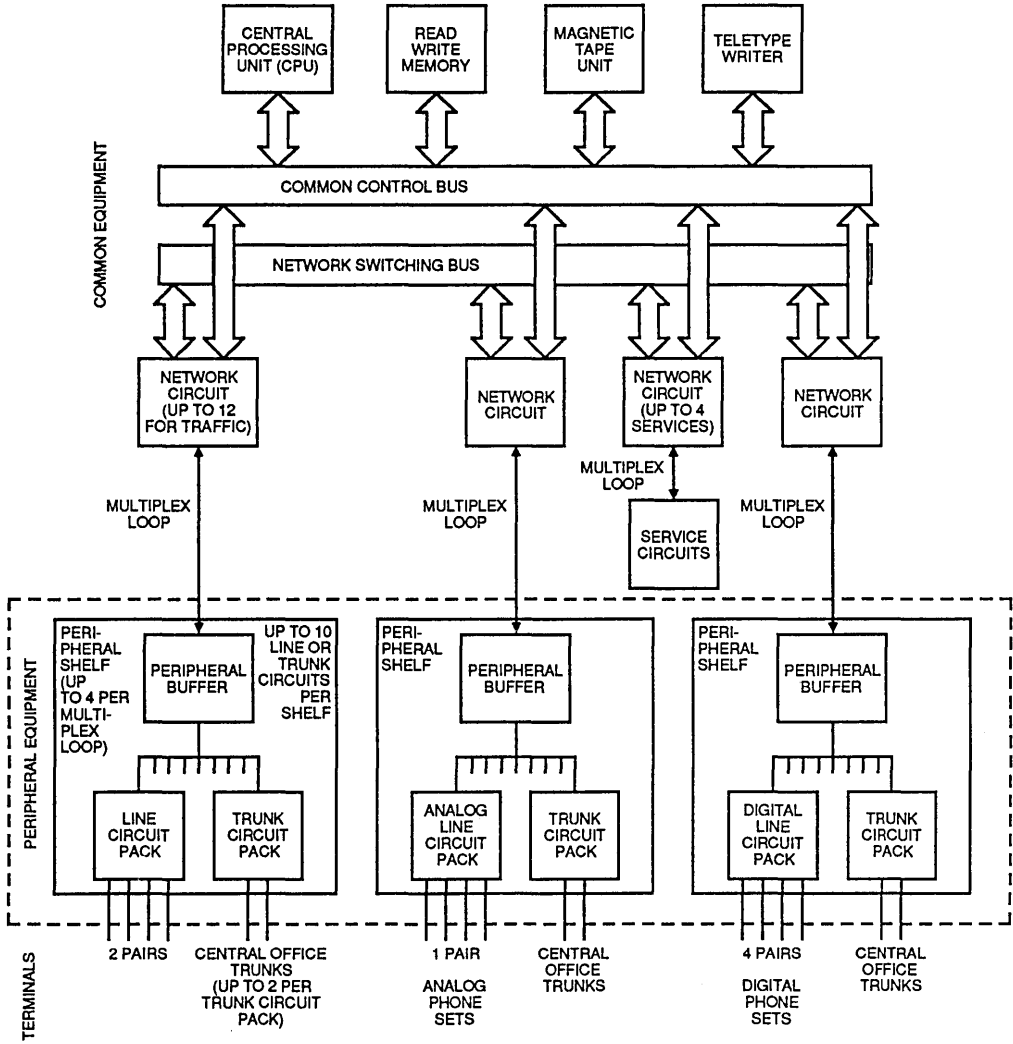 CENTRAL
PROCESSING
UNIT (CPU)
READ
WRITE
MEMORY
MAGNETIC
TAPE
UNIT
TELETYPE
WRITER
COMMON EQUIPMENT
COMMON CONTROL BUS
NETWORK SWITCHING BUS
NETWORK
CIRCUIT
(UP TO 12
FOR TRAFFIC)
NETWORK
CIRCUIT
NETWORK
CIRCUIT
(UP TO 4
SERVICES)
NETWORK
CIRCUIT
MULTIPLEX
LOOP
MULTIPLEX
LOOP
MULTIPLEX
LOOP
MULTIPLEX
LOOP
SERVICE
CIRCUITS
PERIPHERAL EQUIPMENT
PERI-
PHERAL
SHELF
(UP
TO 4 PER
MULTI-
PLEX
LOOP)
PERIPHERAL
BUFFER
UP TO 10
LINE OR
TRUNK
CIRCUITS
PER
SHELF
LINE
CIRCUIT
PACK
TRUNK
CIRCUIT
PACK
PERI-
PHERAL
SHELF
PERIPHERAL
BUFFER
ANALOG
LINE
CIRCUIT
PACK
TRUNK
CIRCUIT
PACK
PERI-
PHERAL
SHELF
PERIPHERAL
BUFFER
DIGITAL
LINE
CIRCUIT
PACK
TRUNK
CIRCUIT
PACK
TERMINALS
2 PAIRS
CENTRAL OFFICE
TRUNKS
(UP TO 2 PER
TRUNK CIRCUIT
PACK)
1 PAIR
ANALOG
PHONE
SETS
CENTRAL
OFFICE
TRUNKS
4 PAIRS
DIGITAL
PHONE
SETS
CENTRAL
OFFICE
TRUNKS